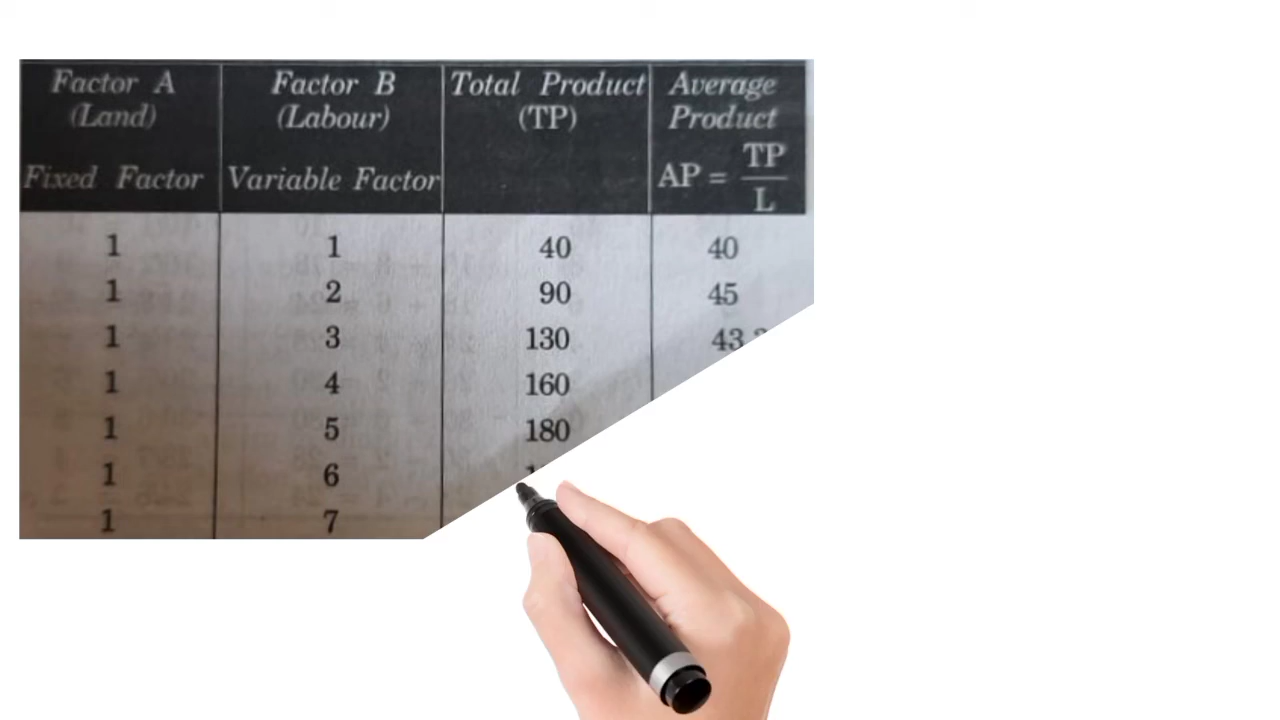 Factor A Factor B Total Product Average
(Land) (Labour) (TP) Product
Fixed Factor Variable Factor AP = TP/L
1 1 40 40
1 2 90 45
1 3 130
1 4 160
1 5 180
1 6
1 7